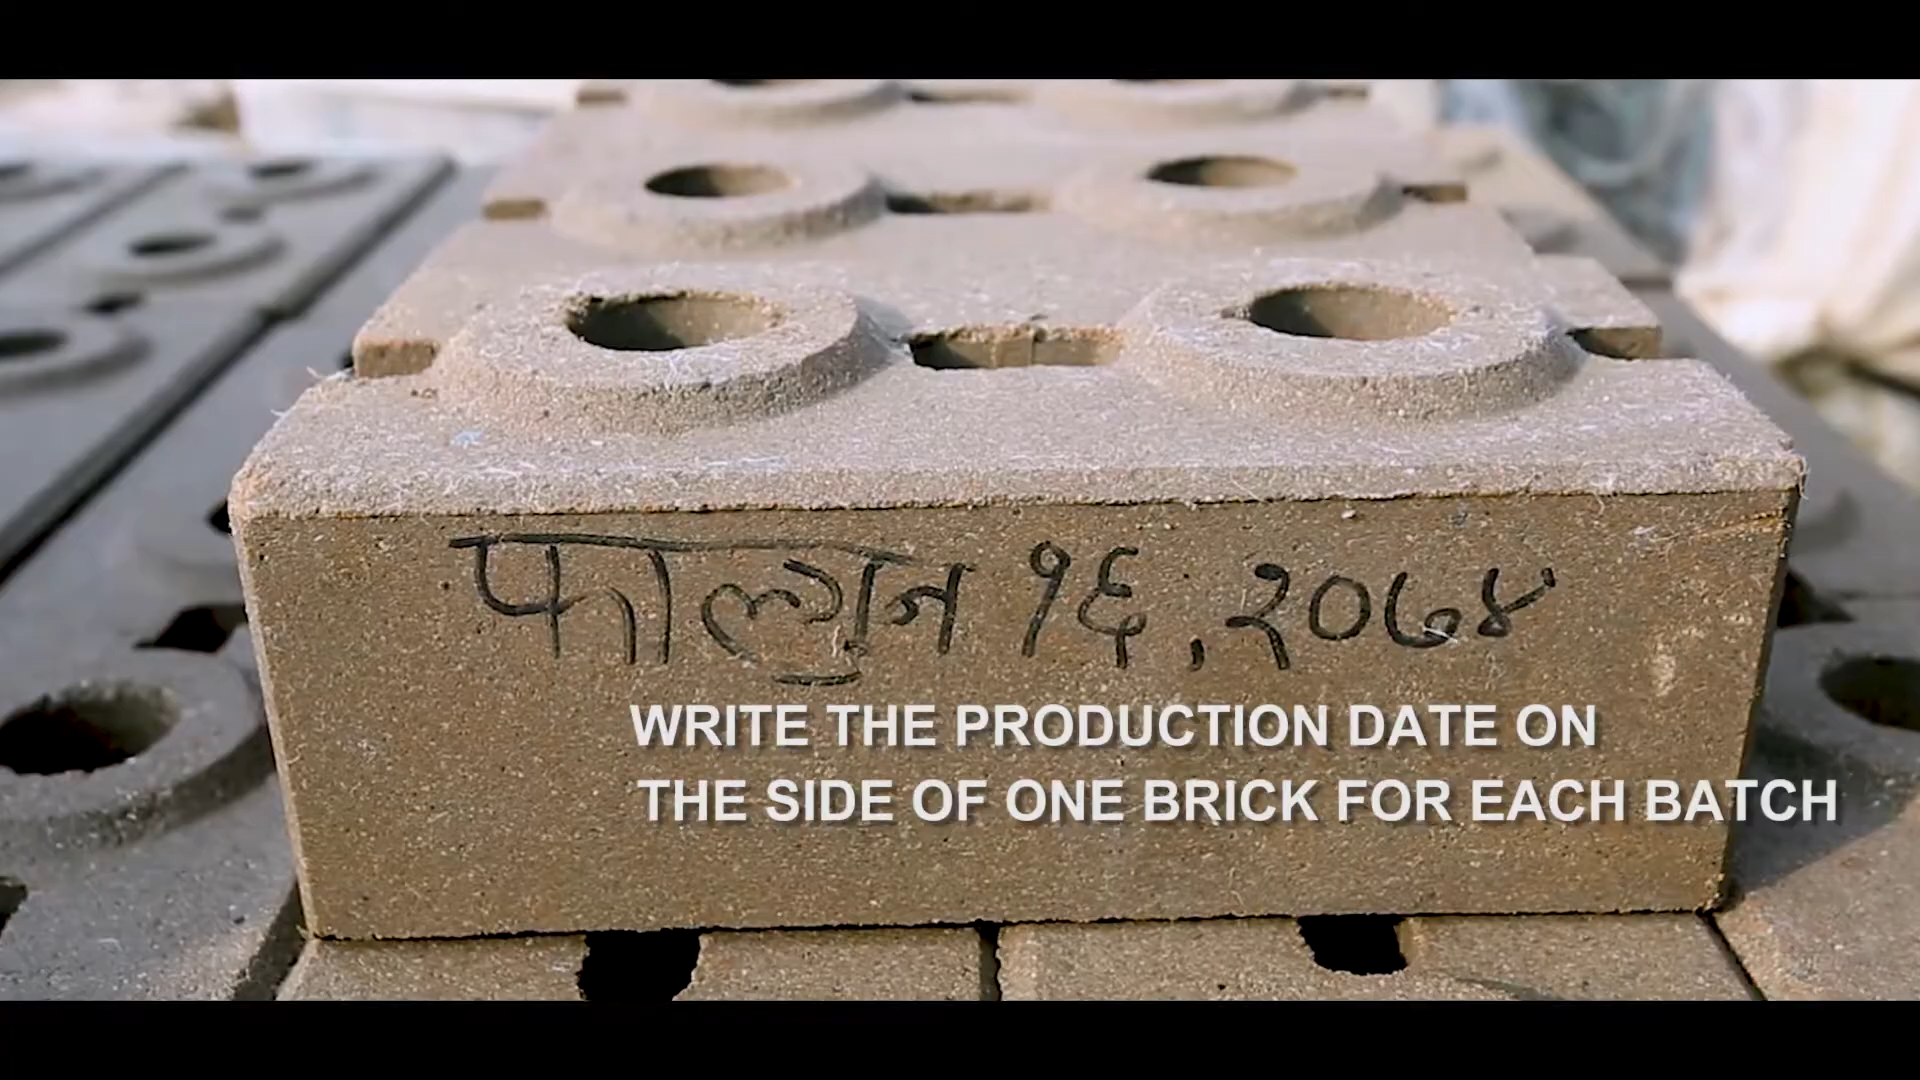 फाल्गुन १६, २०७४
WRITE THE PRODUCTION DATE ON
THE SIDE OF ONE BRICK FOR EACH BATCH